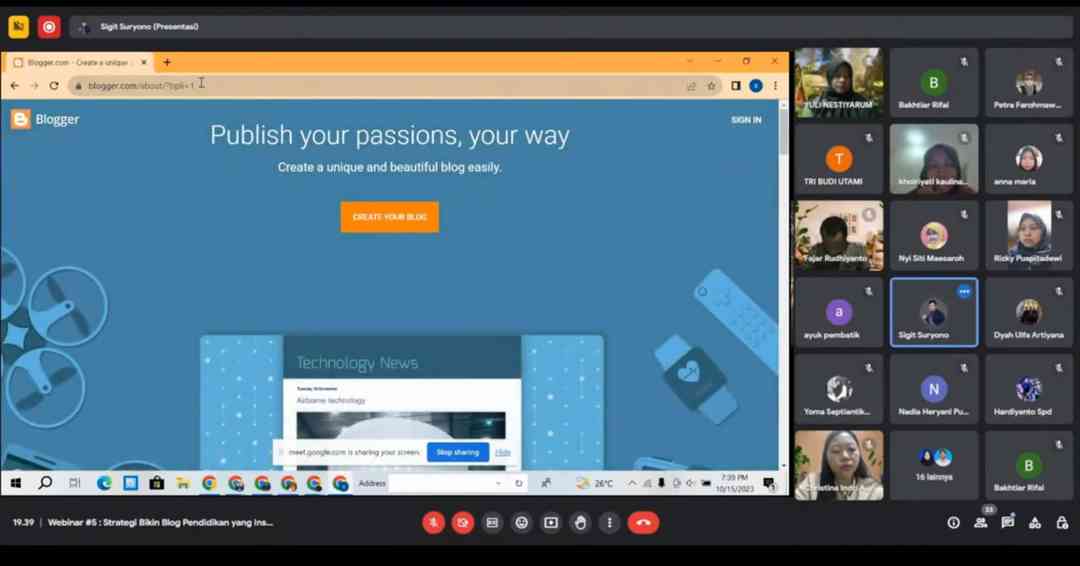 Sigit Suryono (Presentasi)
Blogger.com - Create a unique
blogger.com/about/?bpli=1
Blogger
SIGN IN
Publish your passions, your way
Create a unique and beautiful blog easily.
CREATE YOUR BLOG
Technology News
Airborne technology
meet.google.com is sharing your screen.
Stop sharing
Hide
Address
26°C
7:39 PM
10/15/2023
YULI NESTIYARUM
B
Bakhtiar Rifai
Petra Farohmaw...
T
TRI BUDI UTAMI
khoiriyati kaulina...
anna maria
Fajar Rudhiyanto
Nyi Siti Maesaroh
Ricky Puspitadewi
a
ayuk pembatik
Sigit Suryono
Dyah Ulfa Artiyana
Yoma Septiantik...
N
Nadia Heryani Pu...
Hardiyanto Spd
Christina Indri A...
16 lainnya
B
Bakhtiar Rifai
19.39
Webinar #5 : Strategi Bikin Blog Pendidikan yang ins...
33